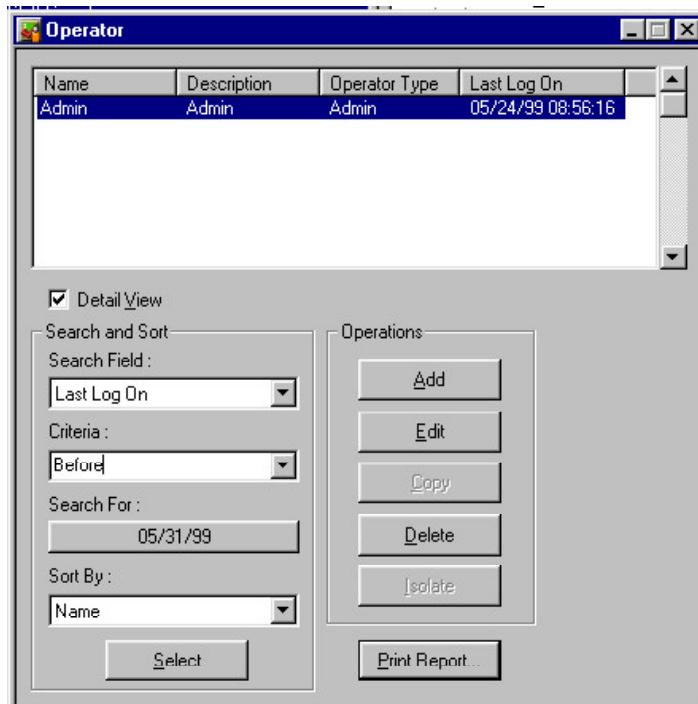 Operator
Name Description Operator Type Last Log On
Admin Admin Admin 05/24/99 08:56:16
Detail View
Search and Sort
Search Field :
Last Log On
Criteria :
Before
Search For :
05/31/99
Sort By :
Name
Select
Operations
Add
Edit
Copy
Delete
Isolate
Print Report...